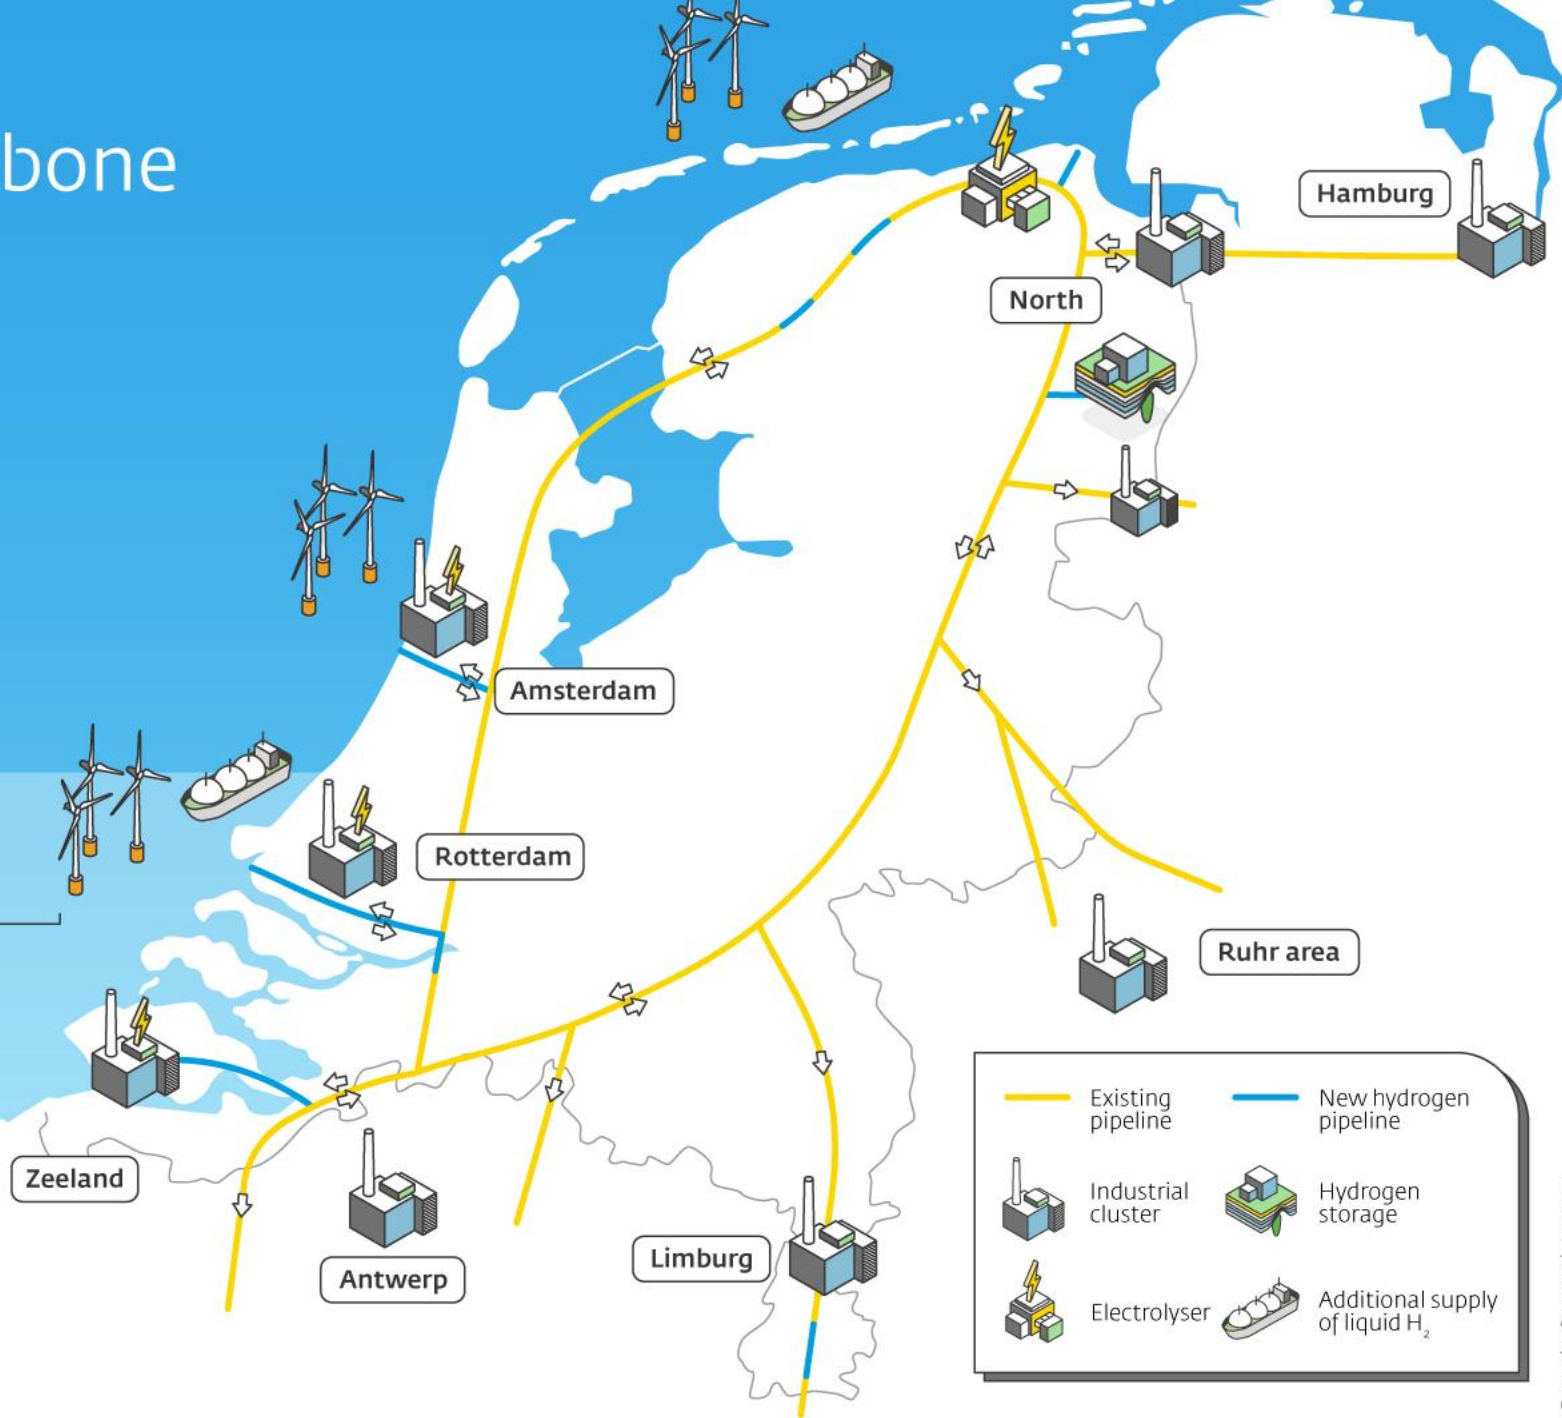 bone
Hamburg
North
Amsterdam
Rotterdam
Ruhr area
Zeeland
Antwerp
Limburg
Existing
pipeline
New hydrogen
pipeline
Industrial
cluster
Hydrogen
storage
Electrolyser
Additional supply
of liquid H₂